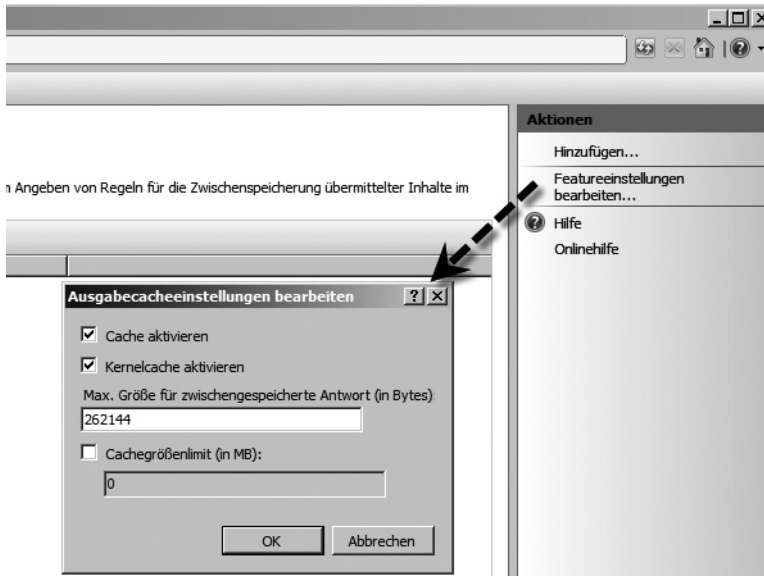 Aktionen
Hinzufügen...
n Angeben von Regeln für die Zwischenspeicherung übermittelter Inhalte im
Featureeinstellungen
bearbeiten...
Hilfe
Onlinehilfe
Ausgabecacheeinstellungen bearbeiten
Cache aktivieren
Kernelcache aktivieren
Max. Größe für zwischengespeicherte Antwort (in Bytes):
262144
Cachegrößenlimit (in MB):
0
OK
Abbrechen